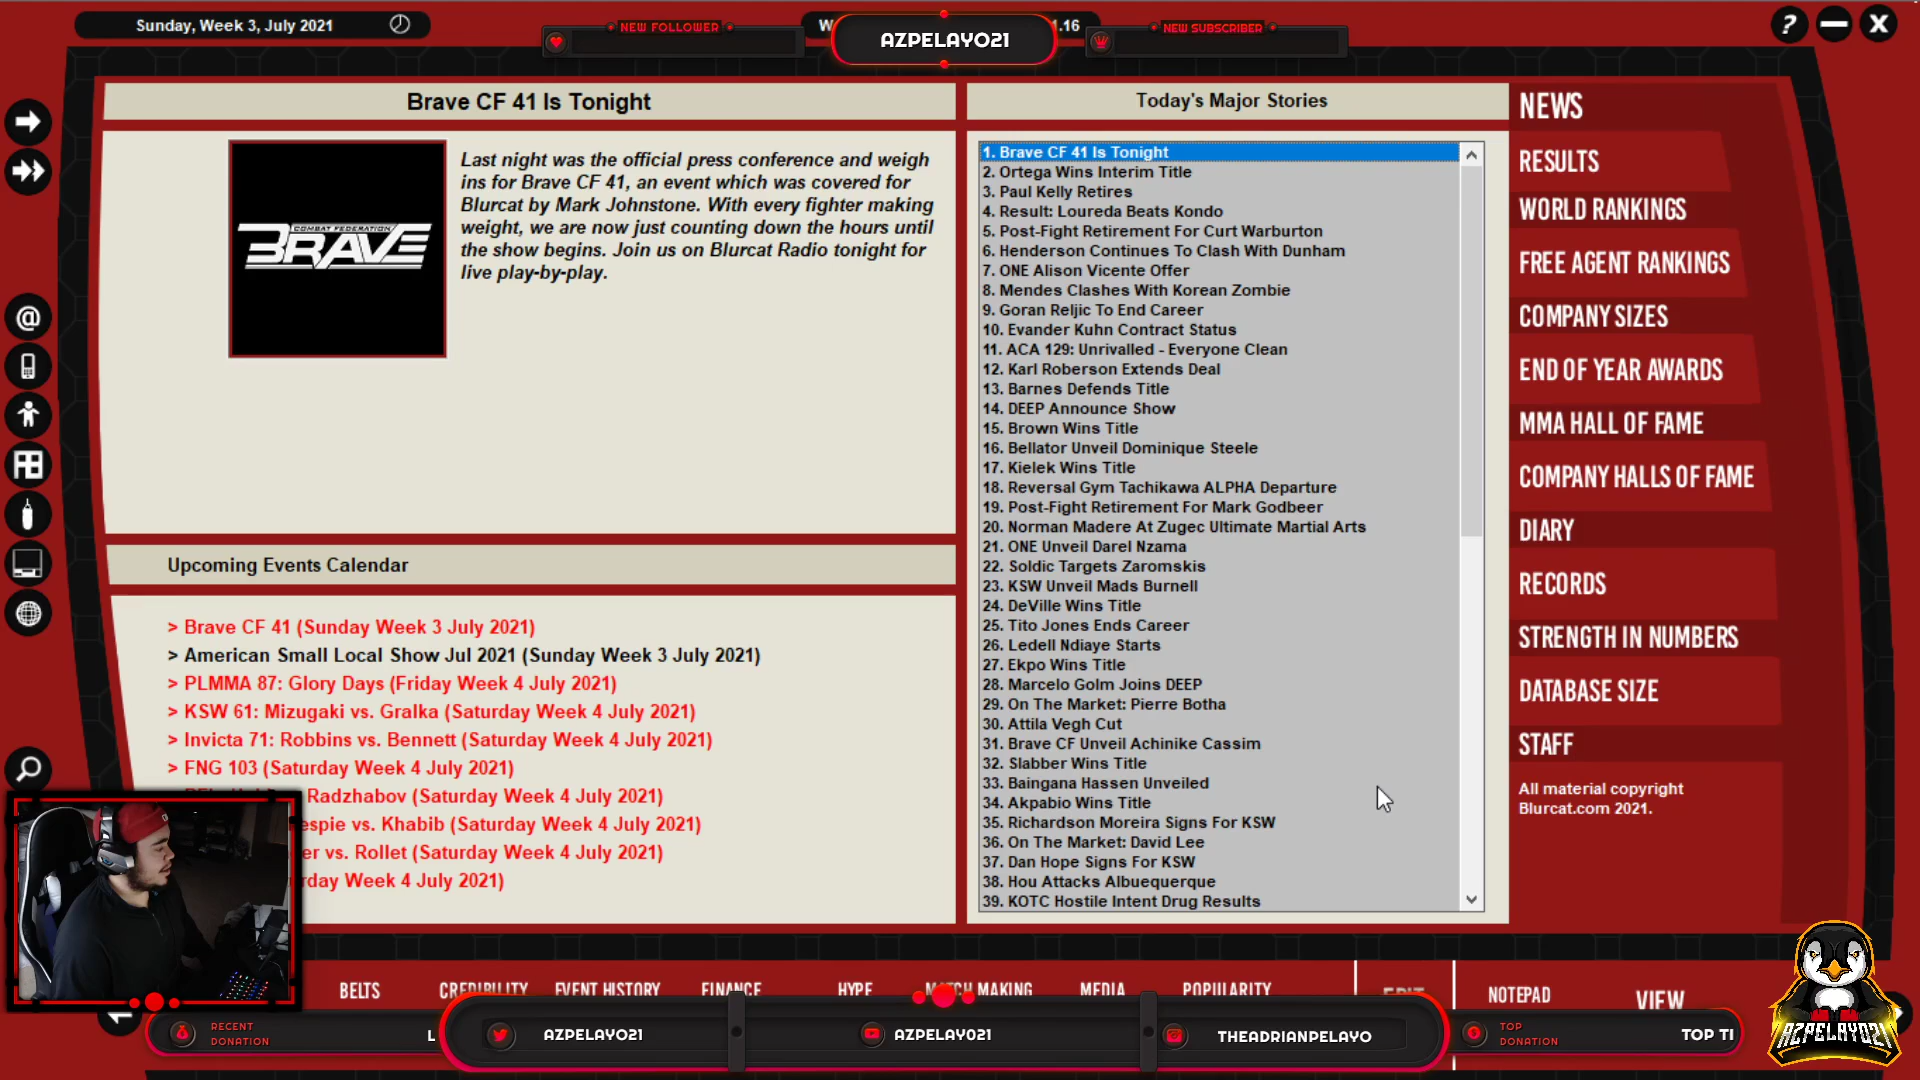 Sunday, Week 3, July 2021
NEW FOLLOWER
AZPELAYO21
1.16
NEW SUBSCRIBER
?
X
Brave CF 41 Is Tonight
COMBAT FEDERATION
BRAVE
Last night was the official press conference and weigh
ins for Brave CF 41, an event which was covered for
Blurcat by Mark Johnstone. With every fighter making
weight, we are now just counting down the hours until
the show begins. Join us on Blurcat Radio tonight for
live play-by-play.
Upcoming Events Calendar
> Brave CF 41 (Sunday Week 3 July 2021)
> American Small Local Show Jul 2021 (Sunday Week 3 July 2021)
> PLMMA 87: Glory Days (Friday Week 4 July 2021)
> KSW 61: Mizugaki vs. Gralka (Saturday Week 4 July 2021)
> Invicta 71: Robbins vs. Bennett (Saturday Week 4 July 2021)
> FNG 103 (Saturday Week 4 July 2021)
Radzhabov (Saturday Week 4 July 2021)
espie vs. Khabib (Saturday Week 4 July 2021)
er vs. Rollet (Saturday Week 4 July 2021)
rday Week 4 July 2021)
Today's Major Stories
1. Brave CF 41 Is Tonight
2. Ortega Wins Interim Title
3. Paul Kelly Retires
4. Result: Loureda Beats Kondo
5. Post-Fight Retirement For Curt Warburton
6. Henderson Continues To Clash With Dunham
7. ONE Alison Vicente Offer
8. Mendes Clashes With Korean Zombie
9. Goran Reljic To End Career
10. Evander Kuhn Contract Status
11. ACA 129: Unrivalled - Everyone Clean
12. Karl Roberson Extends Deal
13. Barnes Defends Title
14. DEEP Announce Show
15. Brown Wins Title
16. Bellator Unveil Dominique Steele
17. Kielek Wins Title
18. Reversal Gym Tachikawa ALPHA Departure
19. Post-Fight Retirement For Mark Godbeer
20. Norman Madere At Zugec Ultimate Martial Arts
21. ONE Unveil Darel Nzama
22. Soldic Targets Zaromskis
23. KSW Unveil Mads Burnell
24. DeVille Wins Title
25. Tito Jones Ends Career
26. Ledell Ndiaye Starts
27. Ekpo Wins Title
28. Marcelo Golm Joins DEEP
29. On The Market: Pierre Botha
30. Attila Vegh Cut
31. Brave CF Unveil Achinike Cassim
32. Slabber Wins Title
33. Baingana Hassen Unveiled
34. Akpabio Wins Title
35. Richardson Moreira Signs For KSW
36. On The Market: David Lee
37. Dan Hope Signs For KSW
38. Hou Attacks Albuequerque
39. KOTC Hostile Intent Drug Results
NEWS
RESULTS
WORLD RANKINGS
FREE AGENT RANKINGS
COMPANY SIZES
END OF YEAR AWARDS
MMA HALL OF FAME
COMPANY HALLS OF FAME
DIARY
RECORDS
STRENGTH IN NUMBERS
DATABASE SIZE
STAFF
All material copyright
Blurcat.com 2021.
BELTS
CREDIBILITY
EVENT HISTORY
FINANCE
HYPE
MATCH MAKING
MEDIA
POPULARITY
EDIT
NOTEPAD
VIEW
RECENT
DONATION
L
AZPELAYO21
AZPELAYO21
THEADRIANPELAYO
TOP
DONATION
TOP TI
AZPELAYO21